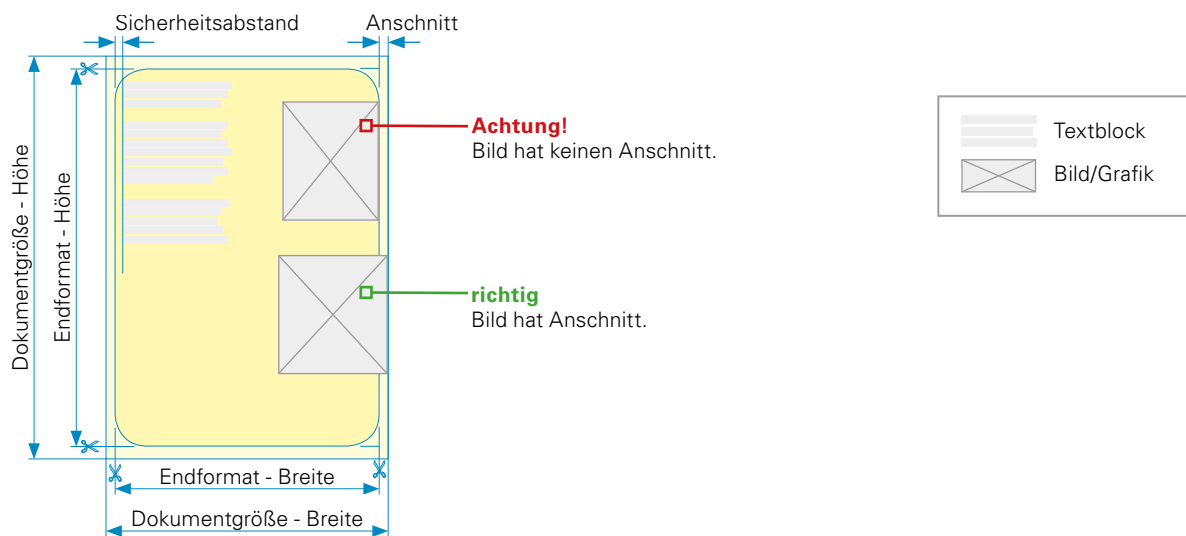 Sicherheitsabstand
Anschnitt
Dokumentgröße - Höhe
Endformat - Höhe
Achtung!
Bild hat keinen Anschnitt.
richtig
Bild hat Anschnitt.
Textblock
Bild/Grafik
Endformat - Breite
Dokumentgröße - Breite